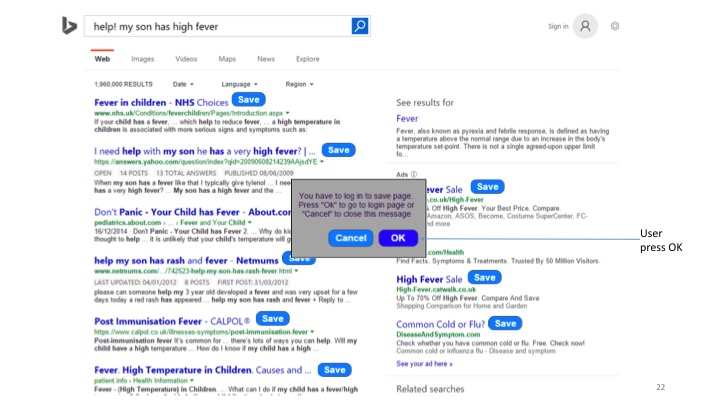 help! my son has high fever
Sign in
Web Images Videos Maps News Explore
1,960,000 RESULTS Date Language Region
Fever in children - NHS Choices Save
www.nhs.uk/Conditions/feverchildren/Pages/Introduction.aspx
If your child has a fever, ... which help to reduce fever, ... a high temperature in
children is associated with more serious signs and symptoms such as:
I need help with my son he has a very high fever? | ... Save
https://answers.yahoo.com/question/index?qid=20090608214239AAjsdYE
OPEN 14 POSTS 13 TOTAL ANSWERS PUBLISHED 08/06/2009
When my son has a fever like that I typically give tylenol ... I nee
has a very high fever? ... My son has a high fever and the ...
Don't Panic - Your Child has Fever - About.com
pediatrics.about.com › ... › Fever and Your Child
16/12/2014 · Don't Panic - Your Child has Fever 2. ... Why do kic
thought to help ... it is unlikely that your child's temperature will g
help my son has rash and fever - Netmums Save
www.netmums.com/.../742523-help-my-son-has-rash-fever.html
LAST UPDATED: 04/01/2012 8 POSTS FIRST POST: 31/03/2012
please can someone help my 3 year old developed a fever and was very upset for a few
days today a red rash has appeared ... help my son has rash and fever + Reply to ...
Post Immunisation Fever - CALPOL® Save
https://www.calpol.co.uk/illnesses-symptoms/post-immunisation-fever
Post-immunisation fever It's common for ... there's lots of ways you can help. Will my
child have a high temperature ... How do I know if my child has a high ...
Fever. High Temperature in Children. Causes and ... Save
patient.info › Health Information
Fever - (High Temperature) in Children. ... What can I do if my child has a fever/high
See results for
Fever
Fever, also known as pyrexia and febrile response, is defined as having
a temperature above the normal range due to an increase in the body's
temperature set-point. There is not a single agreed-upon upper limit
fo...
Ads
ever Sale Save
.co.uk/High-Fever
% Off High Fever. Your Best Price. Compare.
Amazon, ASOS, Become, Costume SuperCenter, FC-
nd more
.com/Health
Find Facts, Symptoms & Treatments. Trusted By 50 Million Visitors.
High Fever Sale Save
High-Fever.catwalk.co.uk
Up To 70% Off High Fever. Compare And Save
Shopping Comparison for Home and Garden
Common Cold or Flu? Save
DiseaseAndSymptom.com
Check whether you have common cold or flu. Free. Check now!
Common cold or influenza flu - Disease and symptom
See your ad here »
Related searches
You have to log in to save page.
Press "Ok" to go to login page or
"Cancel" to close this message
Cancel OK
User
press OK
22